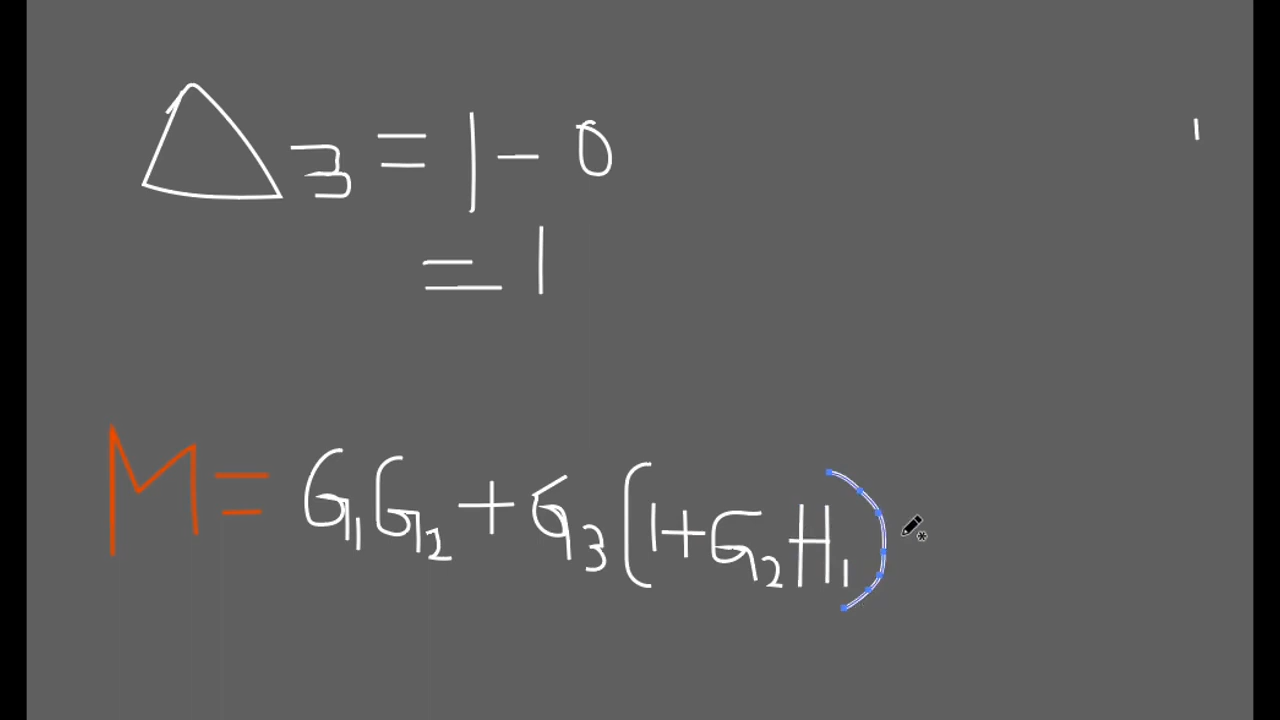 Δ₃ = 1 - 0
= 1
M = G₁G₂ + G₃(1+G₂H₁)